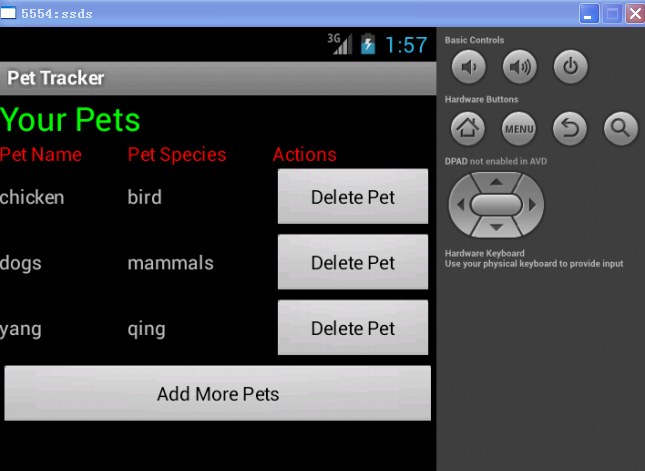 5554:ssds
3G 1:57
Pet Tracker
Your Pets
Pet Name Pet Species Actions
chicken bird Delete Pet
dogs mammals Delete Pet
yang qing Delete Pet
Add More Pets
Basic Controls
Hardware Buttons
MENU
DPAD not enabled in AVD
Hardware Keyboard
Use your physical keyboard to provide input